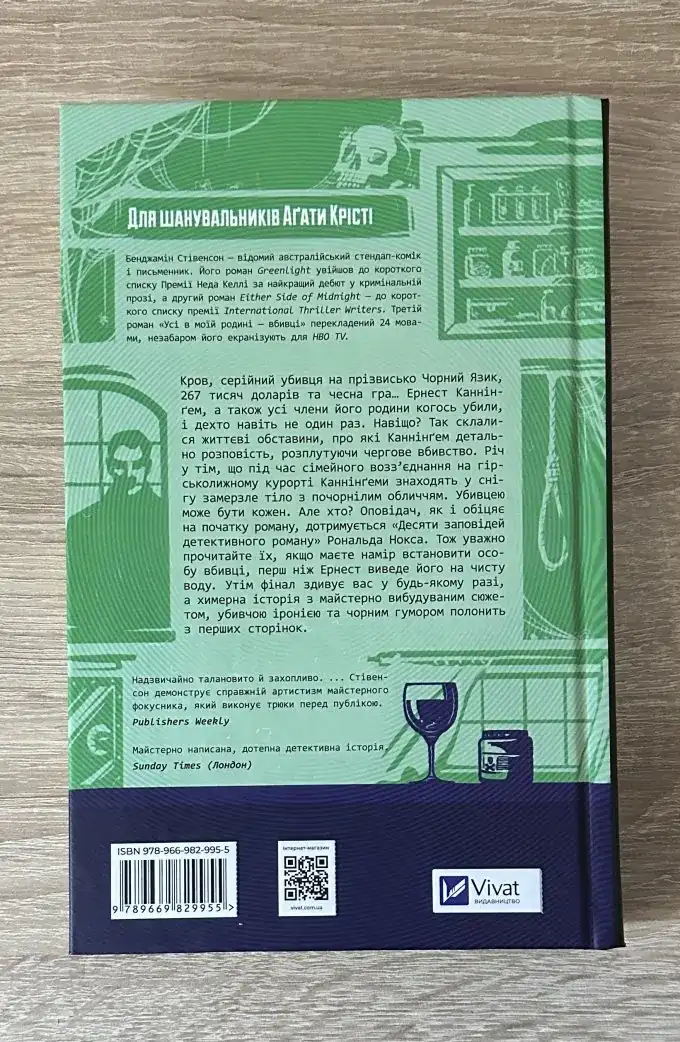 Для шанувальників Аґати Крісті
Бенджамін Стівенсон — відомий австралійський стендап-комік
і письменник. Його роман Greenlight увійшов до короткого
списку Премії Неда Келлі за найкращий дебют у кримінальній
прозі, а другий роман Either Side of Midnight — до корот-
кого списку премії International Thriller Writers. Третій
роман «Усі в моїй родині — вбивці» перекладений 24 мова-
ми, незабаром його екранізують для HBO TV.
Кров, серійний убивця на прізвисько Чорний Язик,
267 тисяч доларів та чесна гра… Ернест Каннін-
ґем, а також усі члени його родини когось убили,
і дехто навіть не один раз. Навіщо? Так склали-
ся життєві обставини, про які Каннінґем деталь-
но розповість, розплутуючи чергове вбивство. Річ
у тім, що під час сімейного возз’єднання на гір-
ськолижному курорті Каннінґеми знаходять у сні-
гу замерзле тіло з почорнілим обличчям. Убивцею
може бути кожен. Але хто? Оповідач, як і обіцяє
на початку роману, дотримується «Десяти заповідей
детективного роману» Рональда Нокса. Тож уважно
прочитайте їх, якщо маєте намір встановити осо-
бу вбивці, перш ніж Ернест виведе його на чисту
воду. Утім фінал здивує вас у будь-якому разі,
а химерна історія з майстерно вибудуваним сюже-
том, убивчою іронією та чорним гумором полонить
з перших сторінок.
Надзвичайно талановито й захопливо. ... Стівен-
сон демонструє справжній артистизм майстерного
фокусника, який виконує трюки перед публікою.
Publishers Weekly
Майстерно написана, дотепна детективна історія.
Sunday Times (Лондон)
ISBN 978-966-982-995-5
9 789669 829955 >
інтернет-магазин
vivat.com.ua
Vivat
ВИДАВНИЦТВО